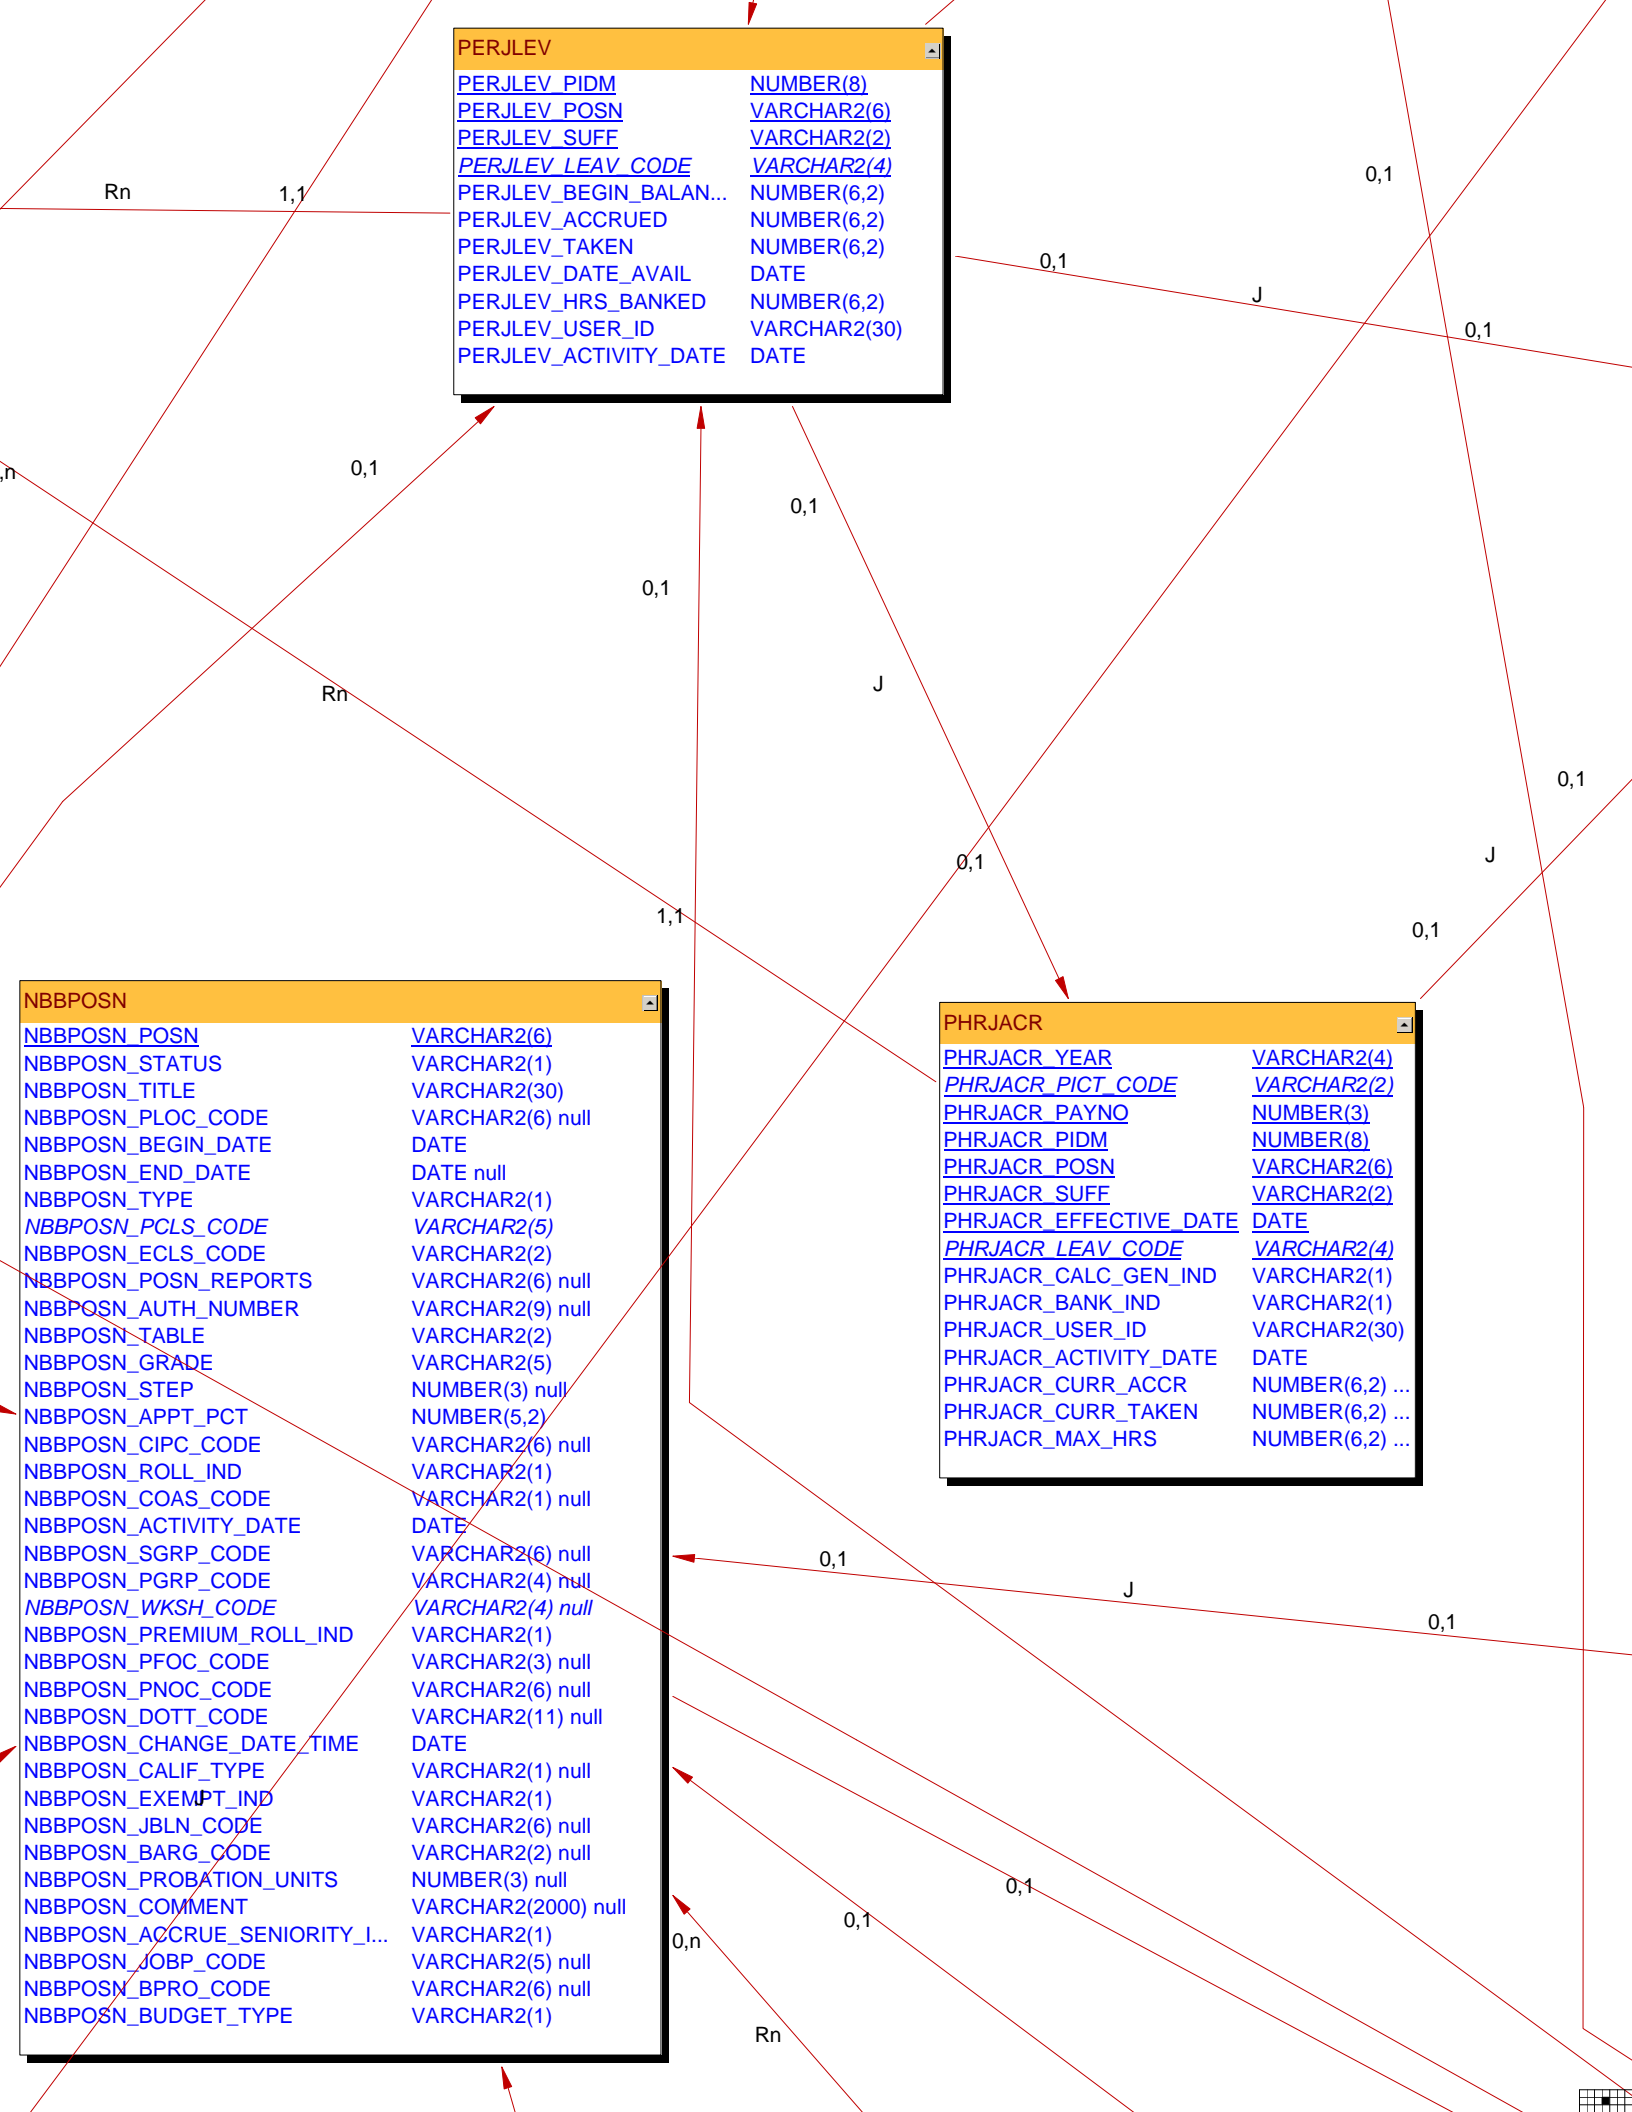 PERJLEV
PERJLEV_PIDM NUMBER(8)
PERJLEV_POSN VARCHAR2(6)
PERJLEV_SUFF VARCHAR2(2)
PERJLEV_LEAV_CODE VARCHAR2(4)
PERJLEV_BEGIN_BALAN... NUMBER(6,2)
PERJLEV_ACCRUED NUMBER(6,2)
PERJLEV_TAKEN NUMBER(6,2)
PERJLEV_DATE_AVAIL DATE
PERJLEV_HRS_BANKED NUMBER(6,2)
PERJLEV_USER_ID VARCHAR2(30)
PERJLEV_ACTIVITY_DATE DATE
0,1
Rn
1,1
0,1
J
0,1
,n
0,1
0,1
0,1
Rn
J
0,1
J
0,1
1,1
0,1
NBBPOSN
NBBPOSN_POSN VARCHAR2(6)
NBBPOSN_STATUS VARCHAR2(1)
NBBPOSN_TITLE VARCHAR2(30)
NBBPOSN_PLOC_CODE VARCHAR2(6) null
NBBPOSN_BEGIN_DATE DATE
NBBPOSN_END_DATE DATE null
NBBPOSN_TYPE VARCHAR2(1)
NBBPOSN_PCLS_CODE VARCHAR2(5)
NBBPOSN_ECLS_CODE VARCHAR2(2)
NBBPOSN_POSN_REPORTS VARCHAR2(6) null
NBBPOSN_AUTH_NUMBER VARCHAR2(9) null
NBBPOSN_TABLE VARCHAR2(2)
NBBPOSN_GRADE VARCHAR2(5)
NBBPOSN_STEP NUMBER(3) null
NBBPOSN_APPT_PCT NUMBER(5,2)
NBBPOSN_CIPC_CODE VARCHAR2(6) null
NBBPOSN_ROLL_IND VARCHAR2(1)
NBBPOSN_COAS_CODE VARCHAR2(1) null
NBBPOSN_ACTIVITY_DATE DATE
NBBPOSN_SGRP_CODE VARCHAR2(6) null
NBBPOSN_PGRP_CODE VARCHAR2(4) null
NBBPOSN_WKSH_CODE VARCHAR2(4) null
NBBPOSN_PREMIUM_ROLL_IND VARCHAR2(1)
NBBPOSN_PFOC_CODE VARCHAR2(3) null
NBBPOSN_PNOC_CODE VARCHAR2(6) null
NBBPOSN_DOTT_CODE VARCHAR2(11) null
NBBPOSN_CHANGE_DATE_TIME DATE
NBBPOSN_CALIF_TYPE VARCHAR2(1) null
NBBPOSN_EXEMPT_IND VARCHAR2(1)
J
NBBPOSN_JBLN_CODE VARCHAR2(6) null
NBBPOSN_BARG_CODE VARCHAR2(2) null
NBBPOSN_PROBATION_UNITS NUMBER(3) null
NBBPOSN_COMMENT VARCHAR2(2000) null
NBBPOSN_ACCRUE_SENIORITY_I... VARCHAR2(1)
NBBPOSN_JOBP_CODE VARCHAR2(5) null
NBBPOSN_BPRO_CODE VARCHAR2(6) null
NBBPOSN_BUDGET_TYPE VARCHAR2(1)
PHRJACR
PHRJACR_YEAR VARCHAR2(4)
PHRJACR_PICT_CODE VARCHAR2(2)
PHRJACR_PAYNO NUMBER(3)
PHRJACR_PIDM NUMBER(8)
PHRJACR_POSN VARCHAR2(6)
PHRJACR_SUFF VARCHAR2(2)
PHRJACR_EFFECTIVE_DATE DATE
PHRJACR_LEAV_CODE VARCHAR2(4)
PHRJACR_CALC_GEN_IND VARCHAR2(1)
PHRJACR_BANK_IND VARCHAR2(1)
PHRJACR_USER_ID VARCHAR2(30)
PHRJACR_ACTIVITY_DATE DATE
PHRJACR_CURR_ACCR NUMBER(6,2) ...
PHRJACR_CURR_TAKEN NUMBER(6,2) ...
PHRJACR_MAX_HRS NUMBER(6,2) ...
0,1
J
0,1
0,1
0,1
0,n
Rn